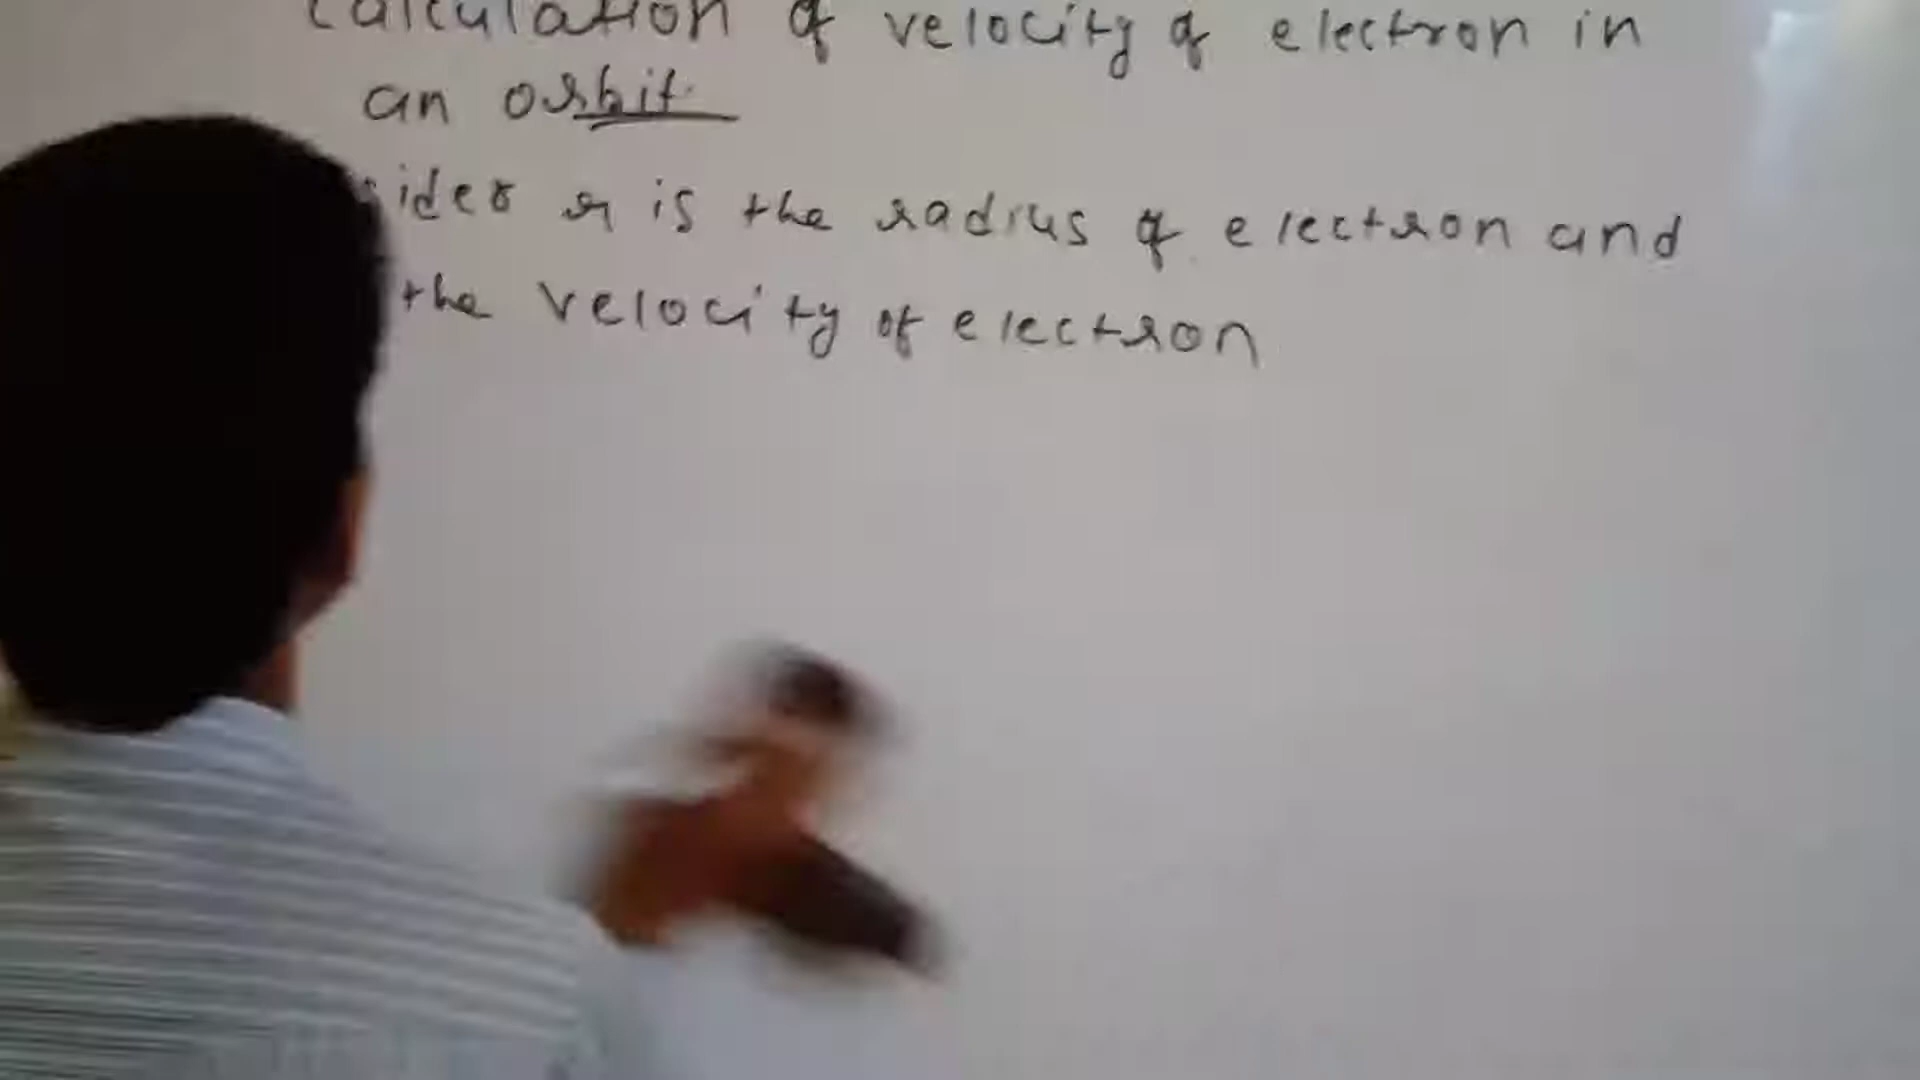 Calculation of velocity of electron in
an orbit
sider r is the radius of electron and
the velocity of electron